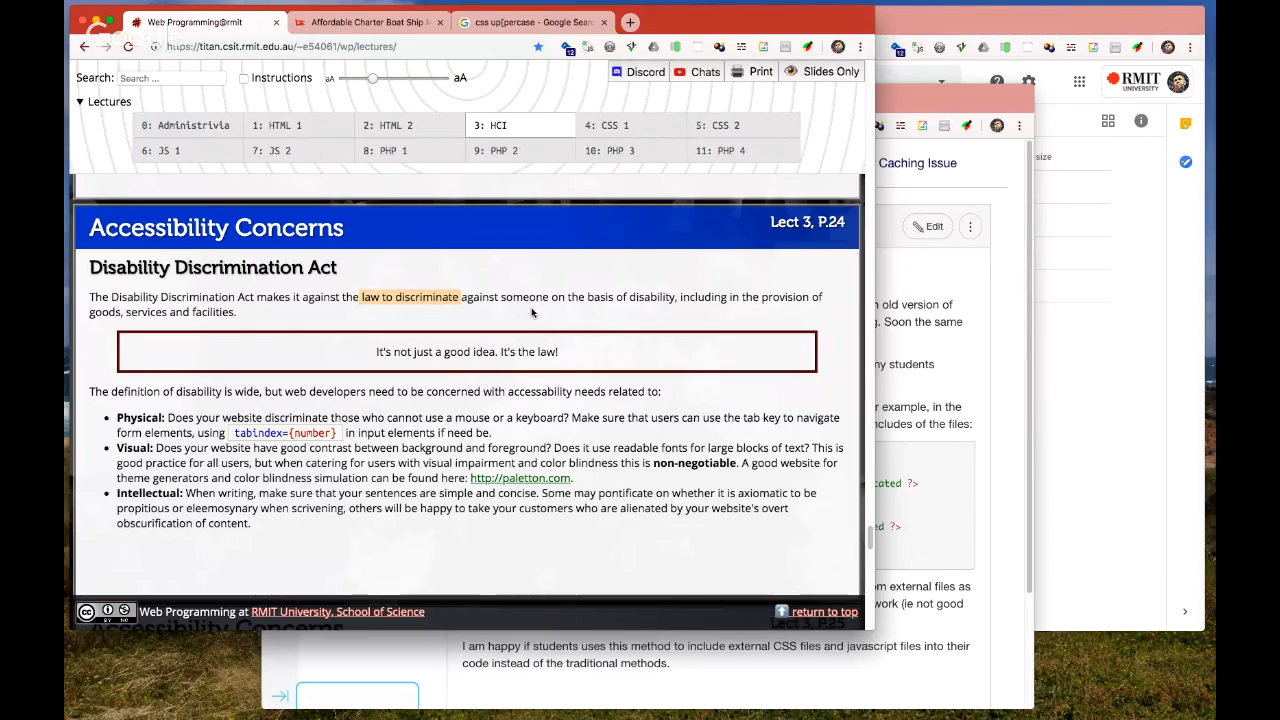 Web Programming@rmit
Affordable Charter Boat Ship M
css up[percase - Google Sear
Google
https://titan.csit.rmit.edu.au/~e54061/wp/lectures/
Search: Search ... Instructions aA aA
Discord Chats Print Slides Only
▼ Lectures
0: Administrivia 1: HTML 1 2: HTML 2 3: HCI 4: CSS 1 5: CSS 2
6: JS 1 7: JS 2 8: PHP 1 9: PHP 2 10: PHP 3 11: PHP 4
Accessibility Concerns Lect 3, P.24
Disability Discrimination Act
The Disability Discrimination Act makes it against the law to discriminate against someone on the basis of disability, including in the provision of
goods, services and facilities.
It's not just a good idea. It's the law!
The definition of disability is wide, but web developers need to be concerned with accessability needs related to:
• Physical: Does your website discriminate those who cannot use a mouse or a keyboard? Make sure that users can use the tab key to navigate
form elements, using tabindex={number} in input elements if need be.
• Visual: Does your website have good contrast between background and foreground? Does it use readable fonts for large blocks of text? This is
good practice for all users, but when catering for users with visual impairment and color blindness this is non-negotiable. A good website for
theme generators and color blindness simulation can be found here: http://paletton.com.
• Intellectual: When writing, make sure that your sentences are simple and concise. Some may pontificate on whether it is axiomatic to be
propitious or eleemosynary when scrivening, others will be happy to take your customers who are alienated by your website's overt
obscurification of content.
CC BY NC Web Programming at RMIT University, School of Science return to top
Lect 3, P.25
RMIT
UNIVERSITY
size
Caching Issue
Edit
n old version of
g. Soon the same
ny students
or example, in the
ncludes of the files:
cated ?>
ed ?>
om external files as
work (ie not good
I am happy if students uses this method to include external CSS files and javascript files into their
code instead of the traditional methods.